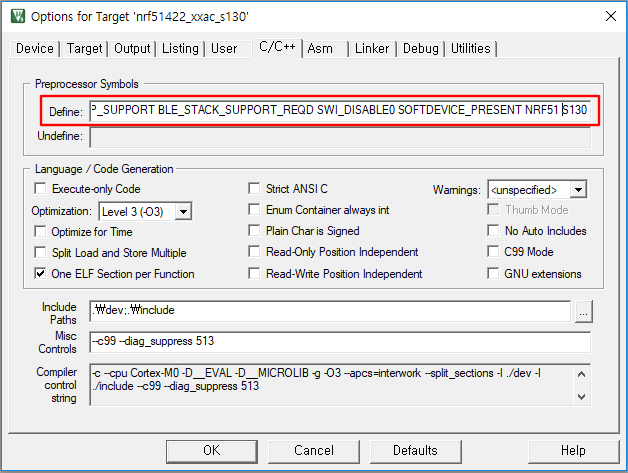 Options for Target 'nrf51422_xxac_s130'
Device Target Output Listing User C/C++ Asm Linker Debug Utilities
Preprocessor Symbols
Define: P_SUPPORT BLE_STACK_SUPPORT_REQD SWI_DISABLE0 SOFTDEVICE_PRESENT NRF51 S130
Undefine:
Language / Code Generation
Execute-only Code Strict ANSI C Warnings: <unspecified>
Optimization: Level 3 (-O3) Enum Container always int Thumb Mode
Optimize for Time Plain Char is Signed No Auto Includes
Split Load and Store Multiple Read-Only Position Independent C99 Mode
One ELF Section per Function Read-Write Position Independent GNU extensions
Include Paths .₩dev;.₩include ...
Misc Controls --c99 --diag_suppress 513
Compiler control string -c --cpu Cortex-M0 -D__EVAL -D__MICROLIB -g -O3 --apcs=interwork --split_sections -I ./dev -I
./include --c99 --diag_suppress 513
OK Cancel Defaults Help